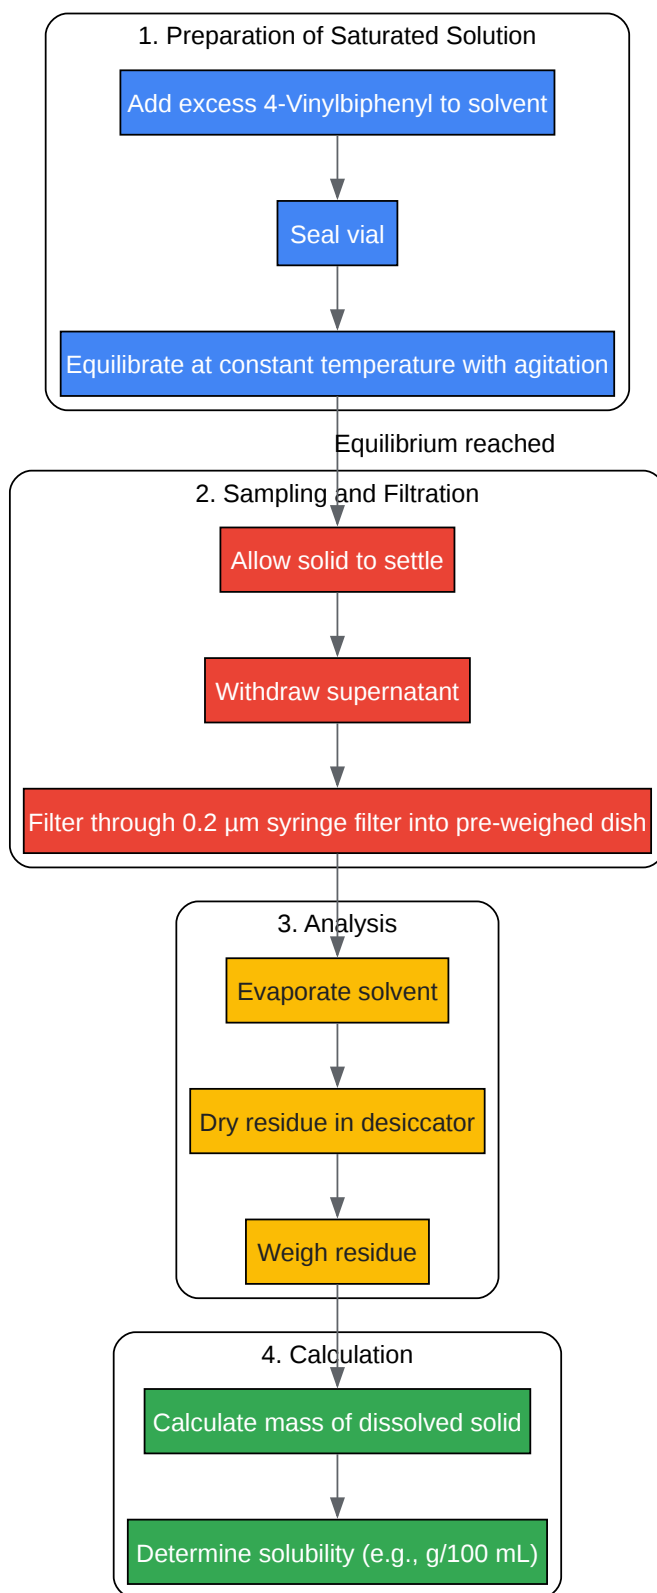 1. Preparation of Saturated Solution
Add excess 4-Vinylbiphenyl to solvent
Seal vial
Equilibrate at constant temperature with agitation
Equilibrium reached
2. Sampling and Filtration
Allow solid to settle
Withdraw supernatant
Filter through 0.2 µm syringe filter into pre-weighed dish
3. Analysis
Evaporate solvent
Dry residue in desiccator
Weigh residue
4. Calculation
Calculate mass of dissolved solid
Determine solubility (e.g., g/100 mL)